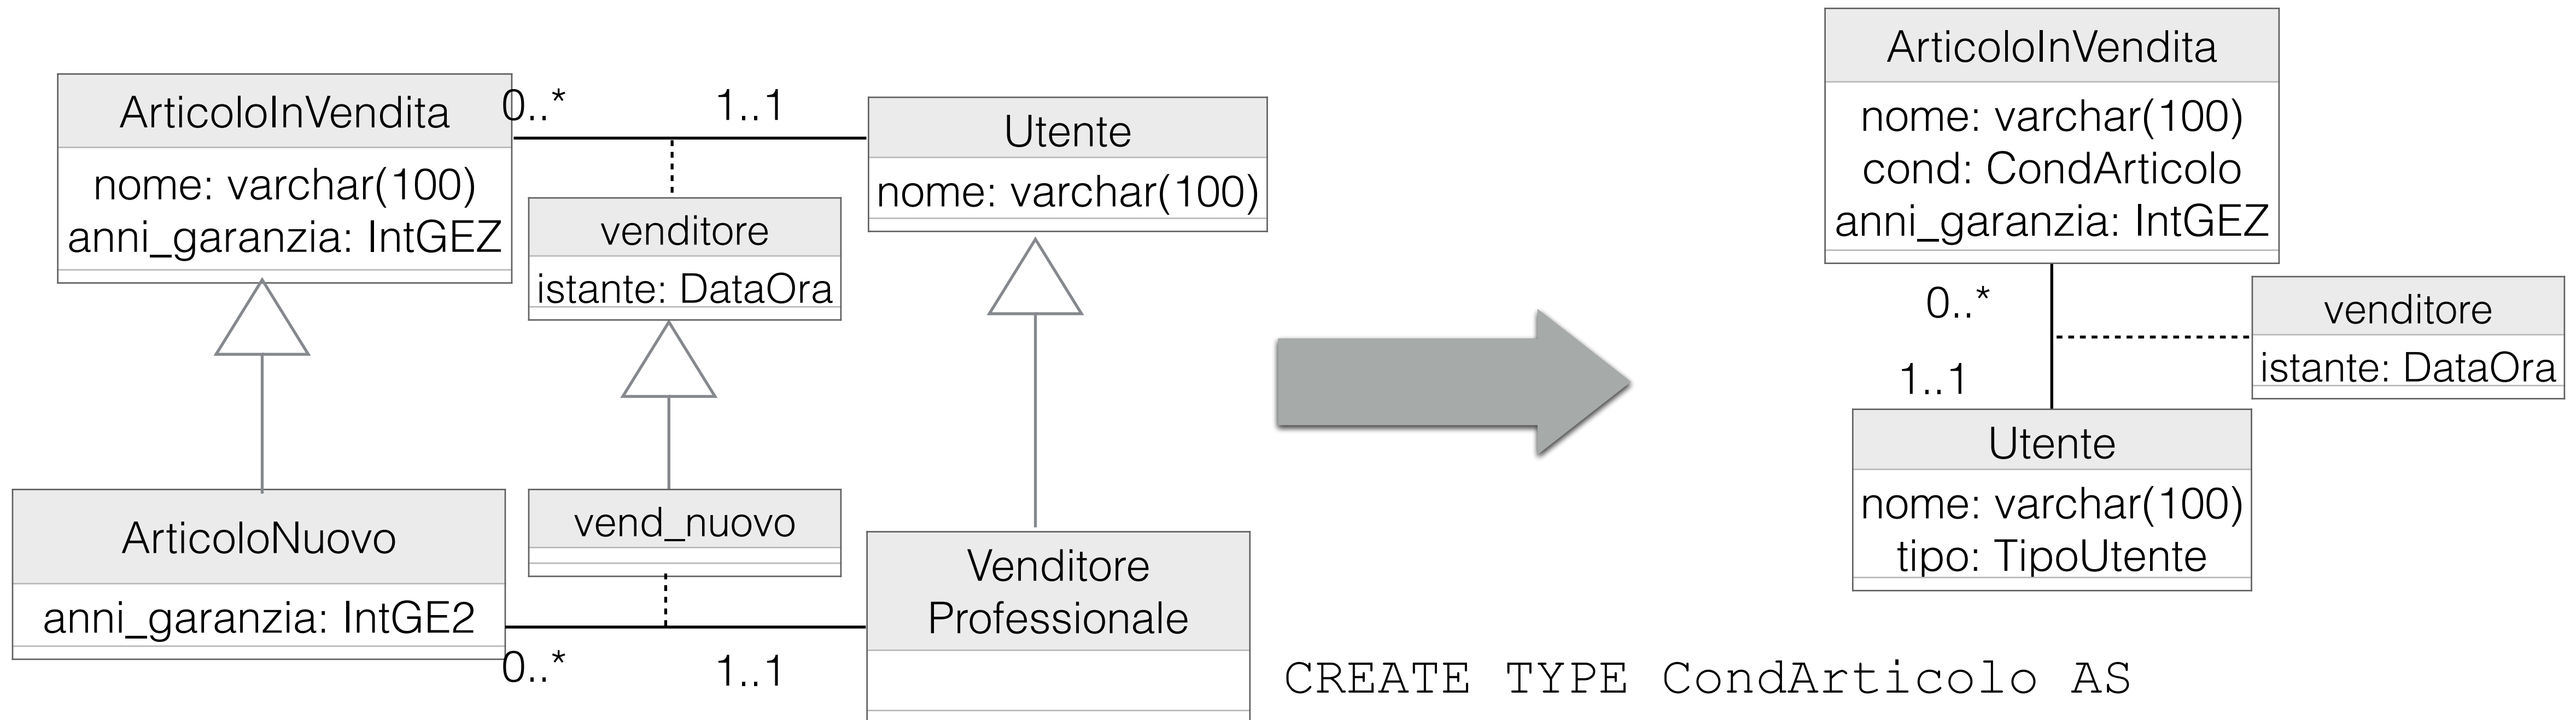 ArticoloInVendita
nome: varchar(100)
anni_garanzia: IntGEZ
0..*
1..1
Utente
nome: varchar(100)
venditore
istante: DataOra
ArticoloNuovo
anni_garanzia: IntGE2
vend_nuovo
Venditore
Professionale
0..*
1..1
ArticoloInVendita
nome: varchar(100)
cond: CondArticolo
anni_garanzia: IntGEZ
0..*
1..1
venditore
istante: DataOra
Utente
nome: varchar(100)
tipo: TipoUtente
CREATE TYPE CondArticolo AS